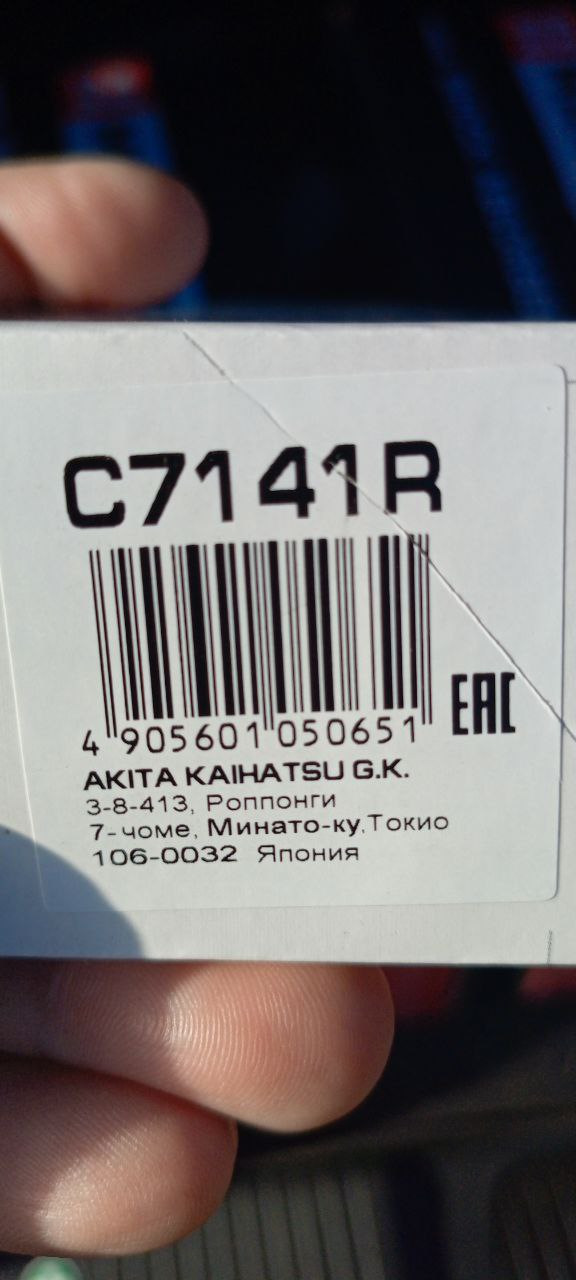 C7141R
EAC
4 905601 050651
AKITA KAIHATSU G.K.
3-8-413, Роппонги
7-чоме, Минато-ку,Токио
106-0032 Япония